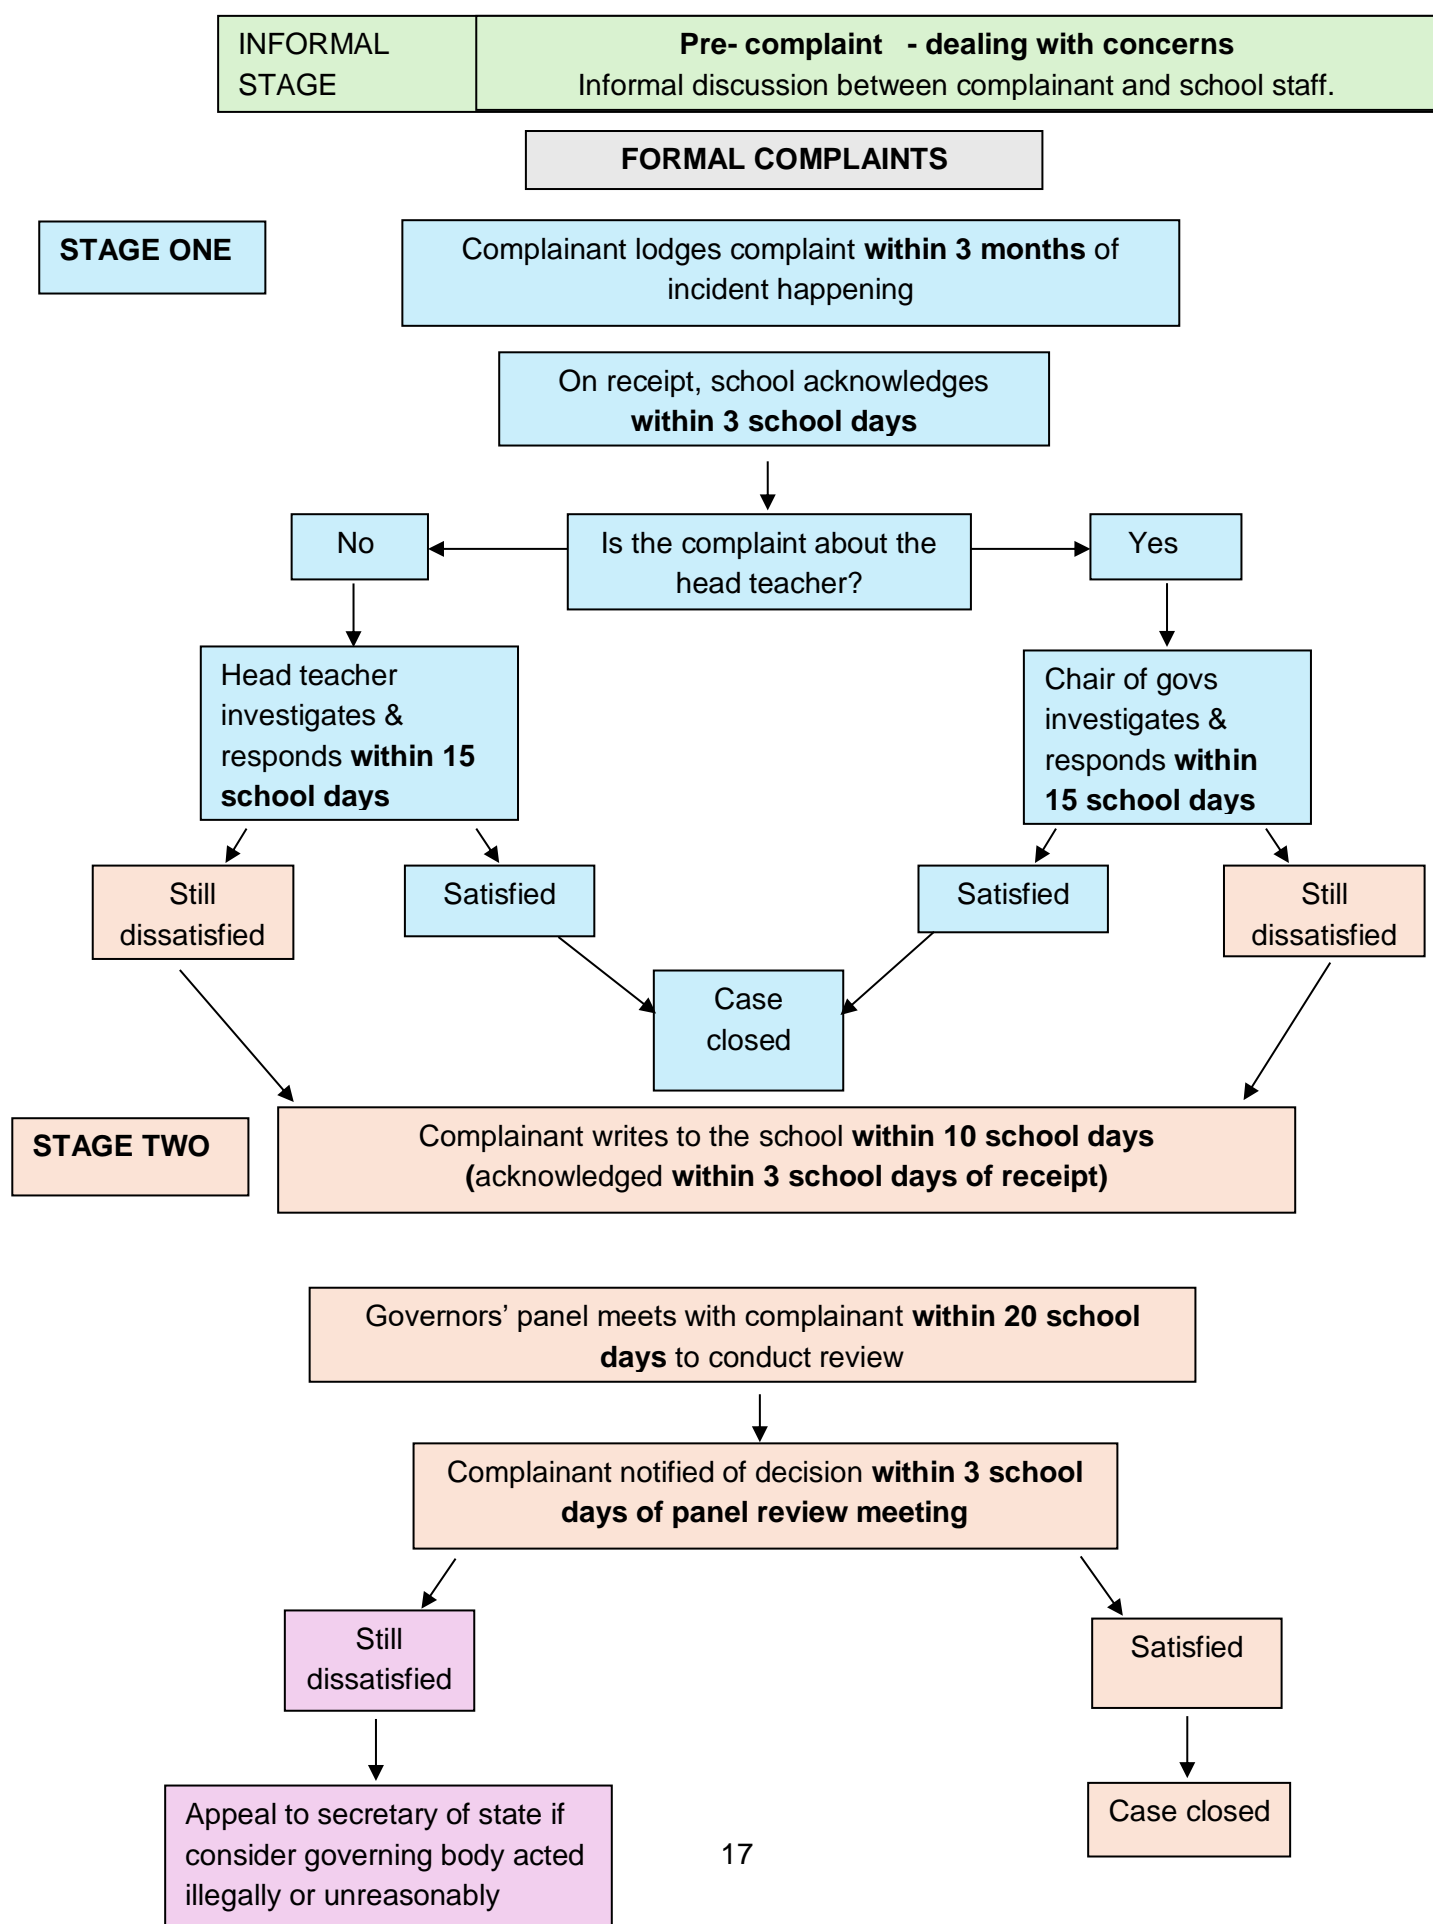 INFORMAL
STAGE
Pre- complaint   - dealing with concerns
Informal discussion between complainant and school staff.
FORMAL COMPLAINTS
STAGE ONE
Complainant lodges complaint within 3 months of
incident happening
On receipt, school acknowledges
within 3 school days
No
Is the complaint about the
head teacher?
Yes
Head teacher
investigates &
responds within 15
school days
Chair of govs
investigates &
responds within
15 school days
Still
dissatisfied
Satisfied
Satisfied
Still
dissatisfied
Case
closed
STAGE TWO
Complainant writes to the school within 10 school days
(acknowledged within 3 school days of receipt)
Governors’ panel meets with complainant within 20 school
days to conduct review
Complainant notified of decision within 3 school
days of panel review meeting
Still
dissatisfied
Satisfied
Appeal to secretary of state if
consider governing body acted
illegally or unreasonably
Case closed
17